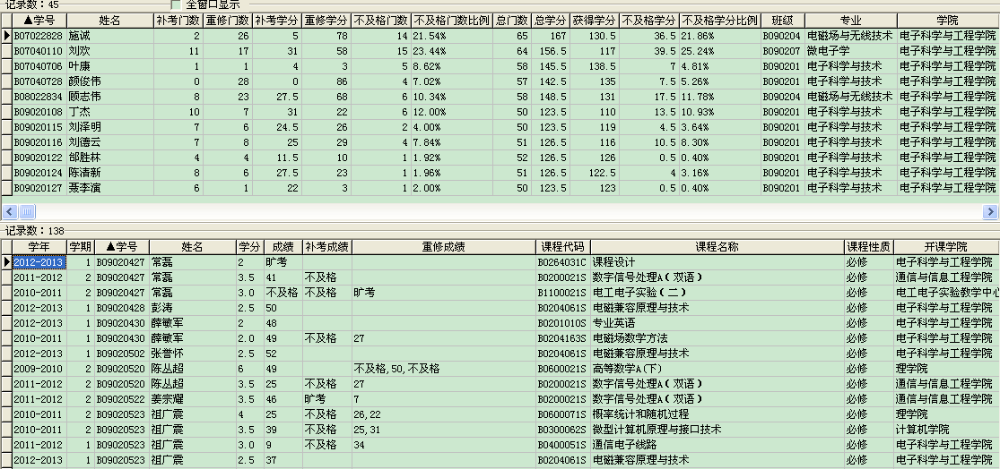 记录数：45 全窗口显示
▲学号 姓名 补考门数 重修门数 补考学分 重修学分 不及格门数 不及格门数比例 总门数 总学分 获得学分 不及格学分 不及格学分比例 班级 专业 学院
B07022828 施诚 2 26 5 78 14 21.54% 65 167 130.5 36.5 21.86% B090204 电磁场与无线技术 电子科学与工程学院
B07040110 刘欢 11 17 31 58 15 23.44% 64 156.5 117 39.5 25.24% B090207 微电子学 电子科学与工程学院
B07040706 叶康 1 1 4 3 5 8.62% 58 145.5 138.5 7 4.81% B090201 电子科学与技术 电子科学与工程学院
B07040728 颜俊伟 0 28 0 86 4 7.02% 57 142.5 135 7.5 5.26% B090201 电子科学与技术 电子科学与工程学院
B08022834 顾志伟 8 23 27.5 68 6 10.34% 58 148.5 131 17.5 11.78% B090204 电磁场与无线技术 电子科学与工程学院
B09020108 丁杰 10 7 31 22 6 12.00% 50 123.5 110 13.5 10.93% B090201 电子科学与技术 电子科学与工程学院
B09020115 刘泽明 7 6 24.5 26 2 4.00% 50 123.5 119 4.5 3.64% B090201 电子科学与技术 电子科学与工程学院
B09020116 刘德云 7 8 25 29 4 7.84% 51 126.5 116 10.5 8.30% B090201 电子科学与技术 电子科学与工程学院
B09020122 邰胜林 4 4 11.5 10 1 1.92% 52 126.5 126 0.5 0.40% B090201 电子科学与技术 电子科学与工程学院
B09020124 陈清新 8 6 27.5 23 1 1.96% 51 126.5 122.5 4 3.16% B090201 电子科学与技术 电子科学与工程学院
B09020127 聂李演 6 1 22 3 1 2.00% 50 123.5 123 0.5 0.40% B090201 电子科学与技术 电子科学与工程学院
记录数：138
学年 学期 ▲学号 姓名 学分 成绩 补考成绩 重修成绩 课程代码 课程名称 课程性质 开课学院
2012-2013 1 B09020427 常磊 2 旷考 B0264031C 课程设计 必修 电子科学与工程学院
2011-2012 2 B09020427 常磊 3.5 41 不及格 B0200021S 数字信号处理A（双语） 必修 通信与信息工程学院
2010-2011 2 B09020427 常磊 3.0 不及格 不及格 旷考 B1100021S 电工电子实验（二） 必修 电工电子实验教学中心
2012-2013 1 B09020428 彭涛 2.5 50 B0204061S 电磁兼容原理与技术 必修 电子科学与工程学院
2012-2013 1 B09020430 薛敏军 2 48 B0201010S 专业英语 必修 电子科学与工程学院
2010-2011 2 B09020430 薛敏军 2.0 49 不及格 27 B0204163S 电磁场数学方法 必修 电子科学与工程学院
2012-2013 1 B09020502 张誉怀 2.5 52 B0204061S 电磁兼容原理与技术 必修 电子科学与工程学院
2009-2010 2 B09020520 陈丛超 6 49 不及格,50,不及格 B0600021S 高等数学A(下) 必修 理学院
2011-2012 2 B09020520 陈丛超 3.5 25 不及格 27 B0200021S 数字信号处理A（双语） 必修 通信与信息工程学院
2011-2012 2 B09020522 姜宗耀 3.5 46 旷考 7 B0200021S 数字信号处理A（双语） 必修 通信与信息工程学院
2010-2011 2 B09020523 祖广震 4 25 不及格 26,22 B0600071S 概率统计和随机过程 必修 理学院
2010-2011 2 B09020523 祖广震 3.5 39 不及格 25,31 B0300062S 微型计算机原理与接口技术 必修 计算机学院
2011-2012 1 B09020523 祖广震 3.0 9 不及格 34 B0400051S 通信电子线路 必修 电子科学与工程学院
2012-2013 1 B09020523 祖广震 2.5 37 B0204061S 电磁兼容原理与技术 必修 电子科学与工程学院